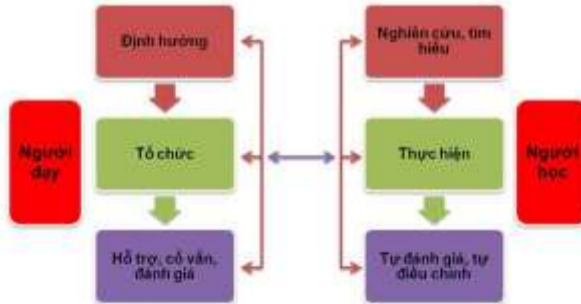 Định hướng
Nghiên cứu, tìm
hiểu
Người
dạy
Tổ chức
Thực hiện
Người
học
Hỗ trợ, cố vấn,
đánh giá
Tự đánh giá, tự
điều chỉnh